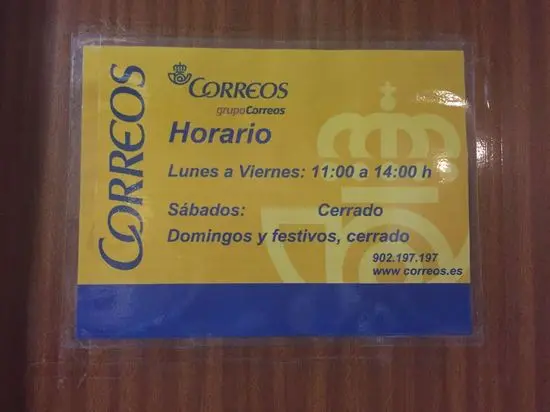 CORREOS
CORREOS
grupoCorreos
Horario
Lunes a Viernes: 11:00 a 14:00 h
Sábados: Cerrado
Domingos y festivos, cerrado
902.197.197
www.correos.es